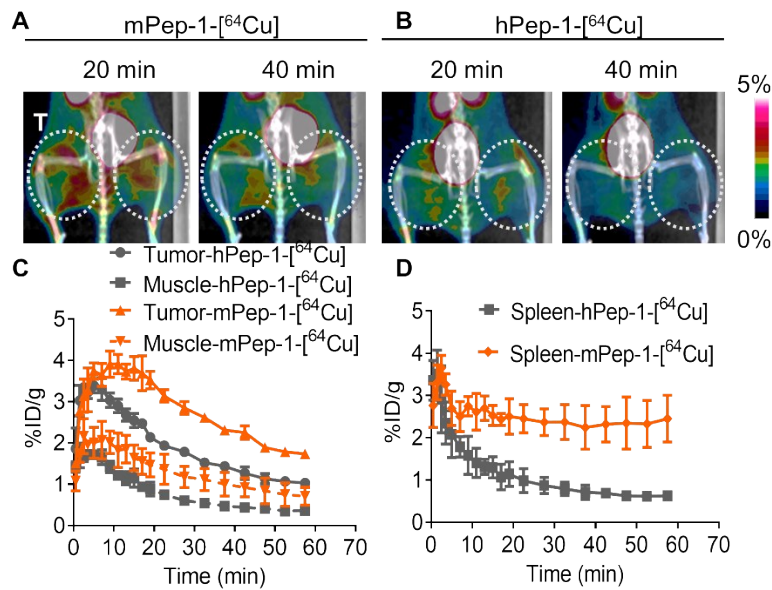 A
mPep-1-[⁶⁴Cu]
20 min
40 min
T
B
hPep-1-[⁶⁴Cu]
20 min
40 min
5%
0%
C
Tumor-hPep-1-[⁶⁴Cu]
Muscle-hPep-1-[⁶⁴Cu]
Tumor-mPep-1-[⁶⁴Cu]
Muscle-mPep-1-[⁶⁴Cu]
%ID/g
5
4
3
2
1
0
0 10 20 30 40 50 60 70
Time (min)
D
Spleen-hPep-1-[⁶⁴Cu]
Spleen-mPep-1-[⁶⁴Cu]
%ID/g
5
4
3
2
1
0
0 10 20 30 40 50 60 70
Time (min)